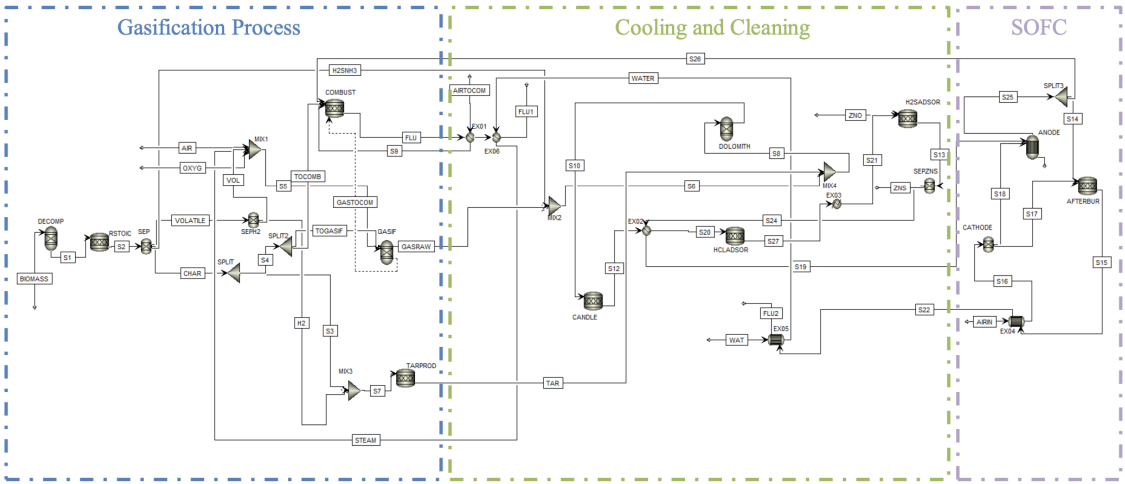 Gasification Process
Cooling and Cleaning
SOFC
S26
H2SNH3
WATER
COMBUST
AIRTOCOM
FLU1
S25
SPLIT3
S14
ZNO
H2SADSOR
FLU
EX01
EX06
S9
DOLOMITH
ANODE
MIX1
AIR
OXYG
VOL
S5
TOCOMB
GASTOCOM
S10
S8
S21
S13
MIX4
S6
ZNS
SEPZNS
S18
AFTERBUR
S17
DECOMP
RSTOIC
SEP
VOLATILE
SEPH2
TOGASIF
GASIF
MIX2
EX03
S24
EX02
CATHODE
S1
S2
SPLIT2
GASRAW
S20
S27
HCLADSOR
BIOMASS
CHAR
SPLIT
S4
S12
S19
S15
S16
CANDLE
H2
S3
FLU2
S22
AIRIN
EX04
EX05
WAT
MIX3
TARPROD
S7
TAR
STEAM